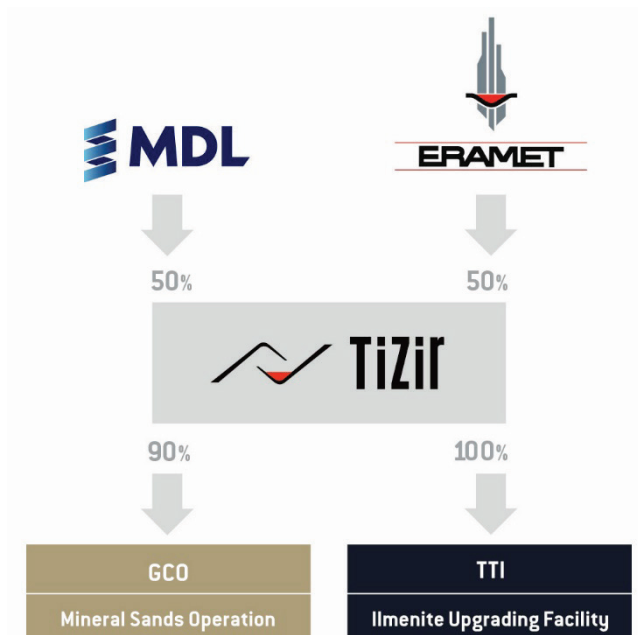 MDL
ERAMET
50%
50%
TiZir
90%
100%
GCO
TTI
Mineral Sands Operation
Ilmenite Upgrading Facility